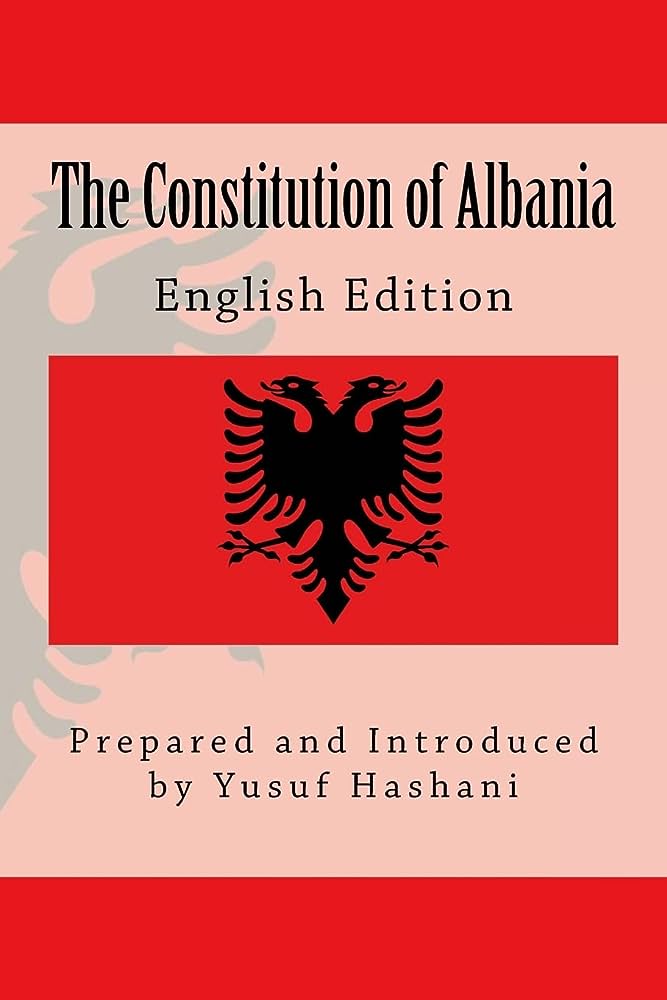 The Constitution of Albania
English Edition
Prepared and Introduced
by Yusuf Hashani